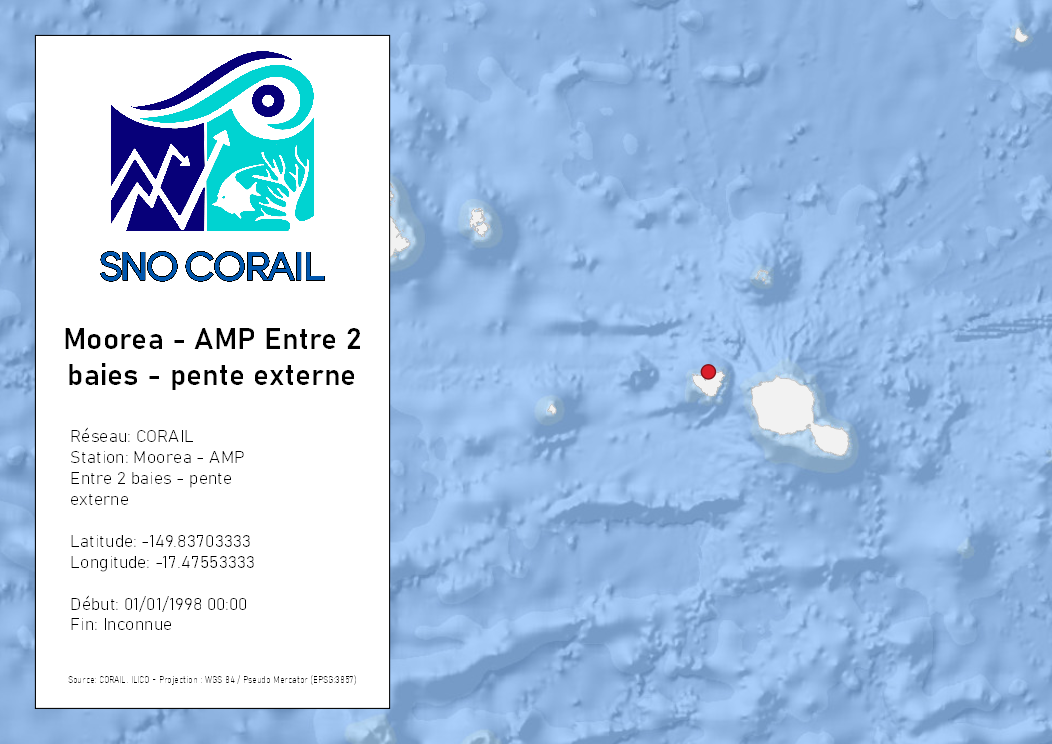 SNO CORAIL
Moorea - AMP Entre 2
baies - pente externe
Réseau: CORAIL
Station: Moorea - AMP
Entre 2 baies - pente
externe
Latitude: -149.83703333
Longitude: -17.47553333
Début: 01/01/1998 00:00
Fin: Inconnue
Source: CORAIL . ILICO - Projection : WGS 84 / Pseudo Mercator (EPSG:3857)